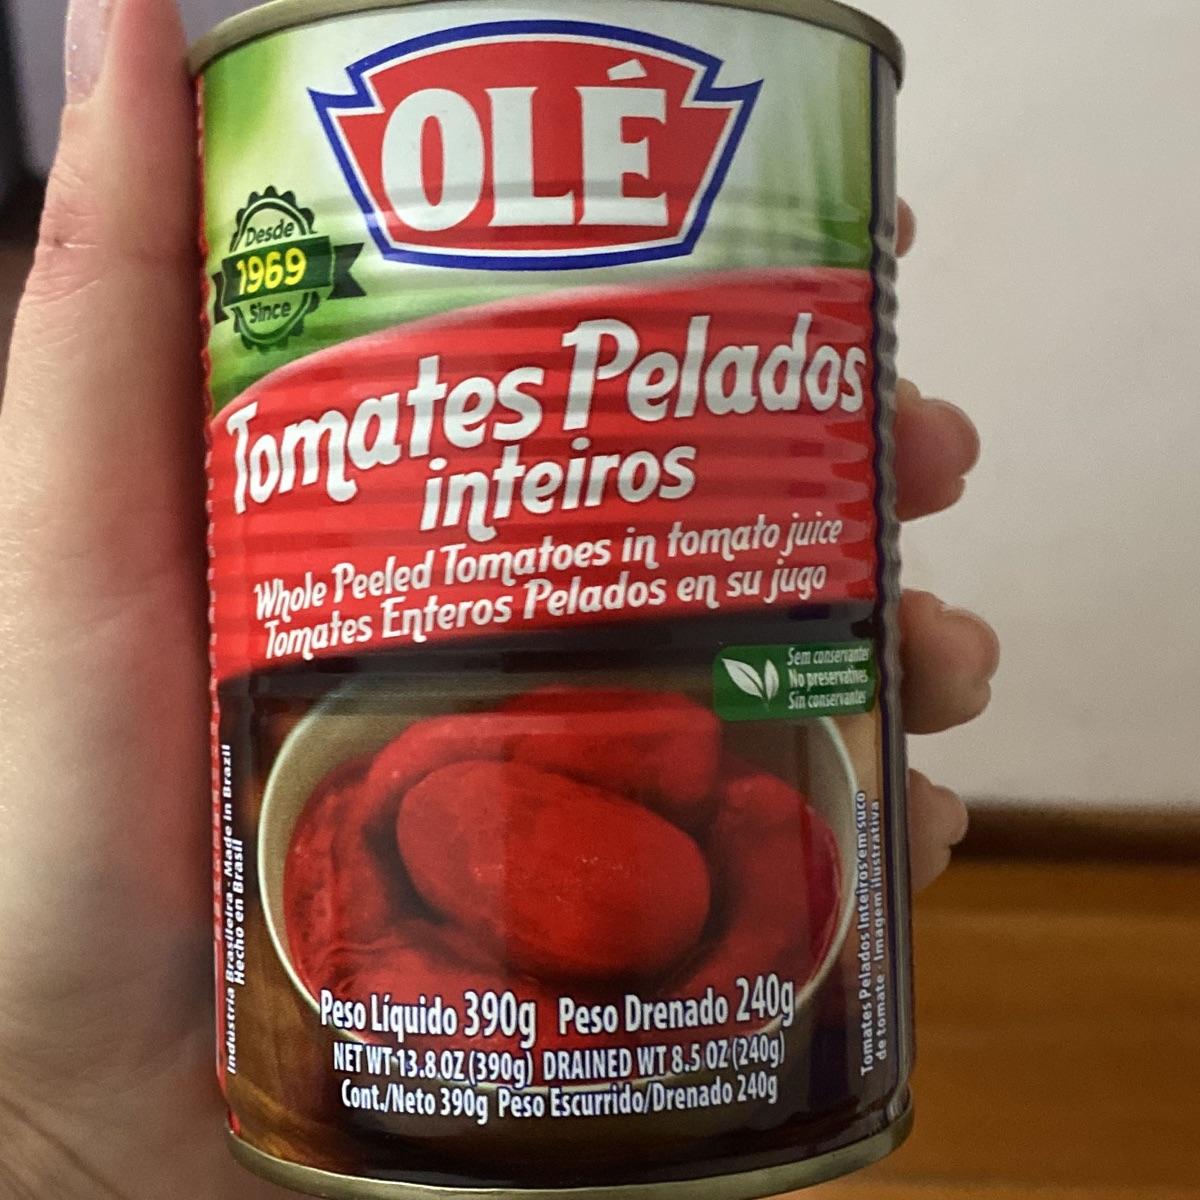 OLÉ
Desde
1969
Since
Tomates Pelados
inteiros
Whole Peeled Tomatoes in tomato juice
Tomates Enteros Pelados en su jugo
Sem conservantes
No preservatives
Sin conservantes
Indústria Brasileira - Made in Brazil
Hecho en Brasil
Tomates Pelados Inteiros em suco
de tomate - Imagem ilustrativa
Peso Líquido 390g Peso Drenado 240g
NET WT 13.8 OZ (390g) DRAINED WT 8.5 OZ (240g)
Cont./Neto 390g Peso Escurrido/Drenado 240g